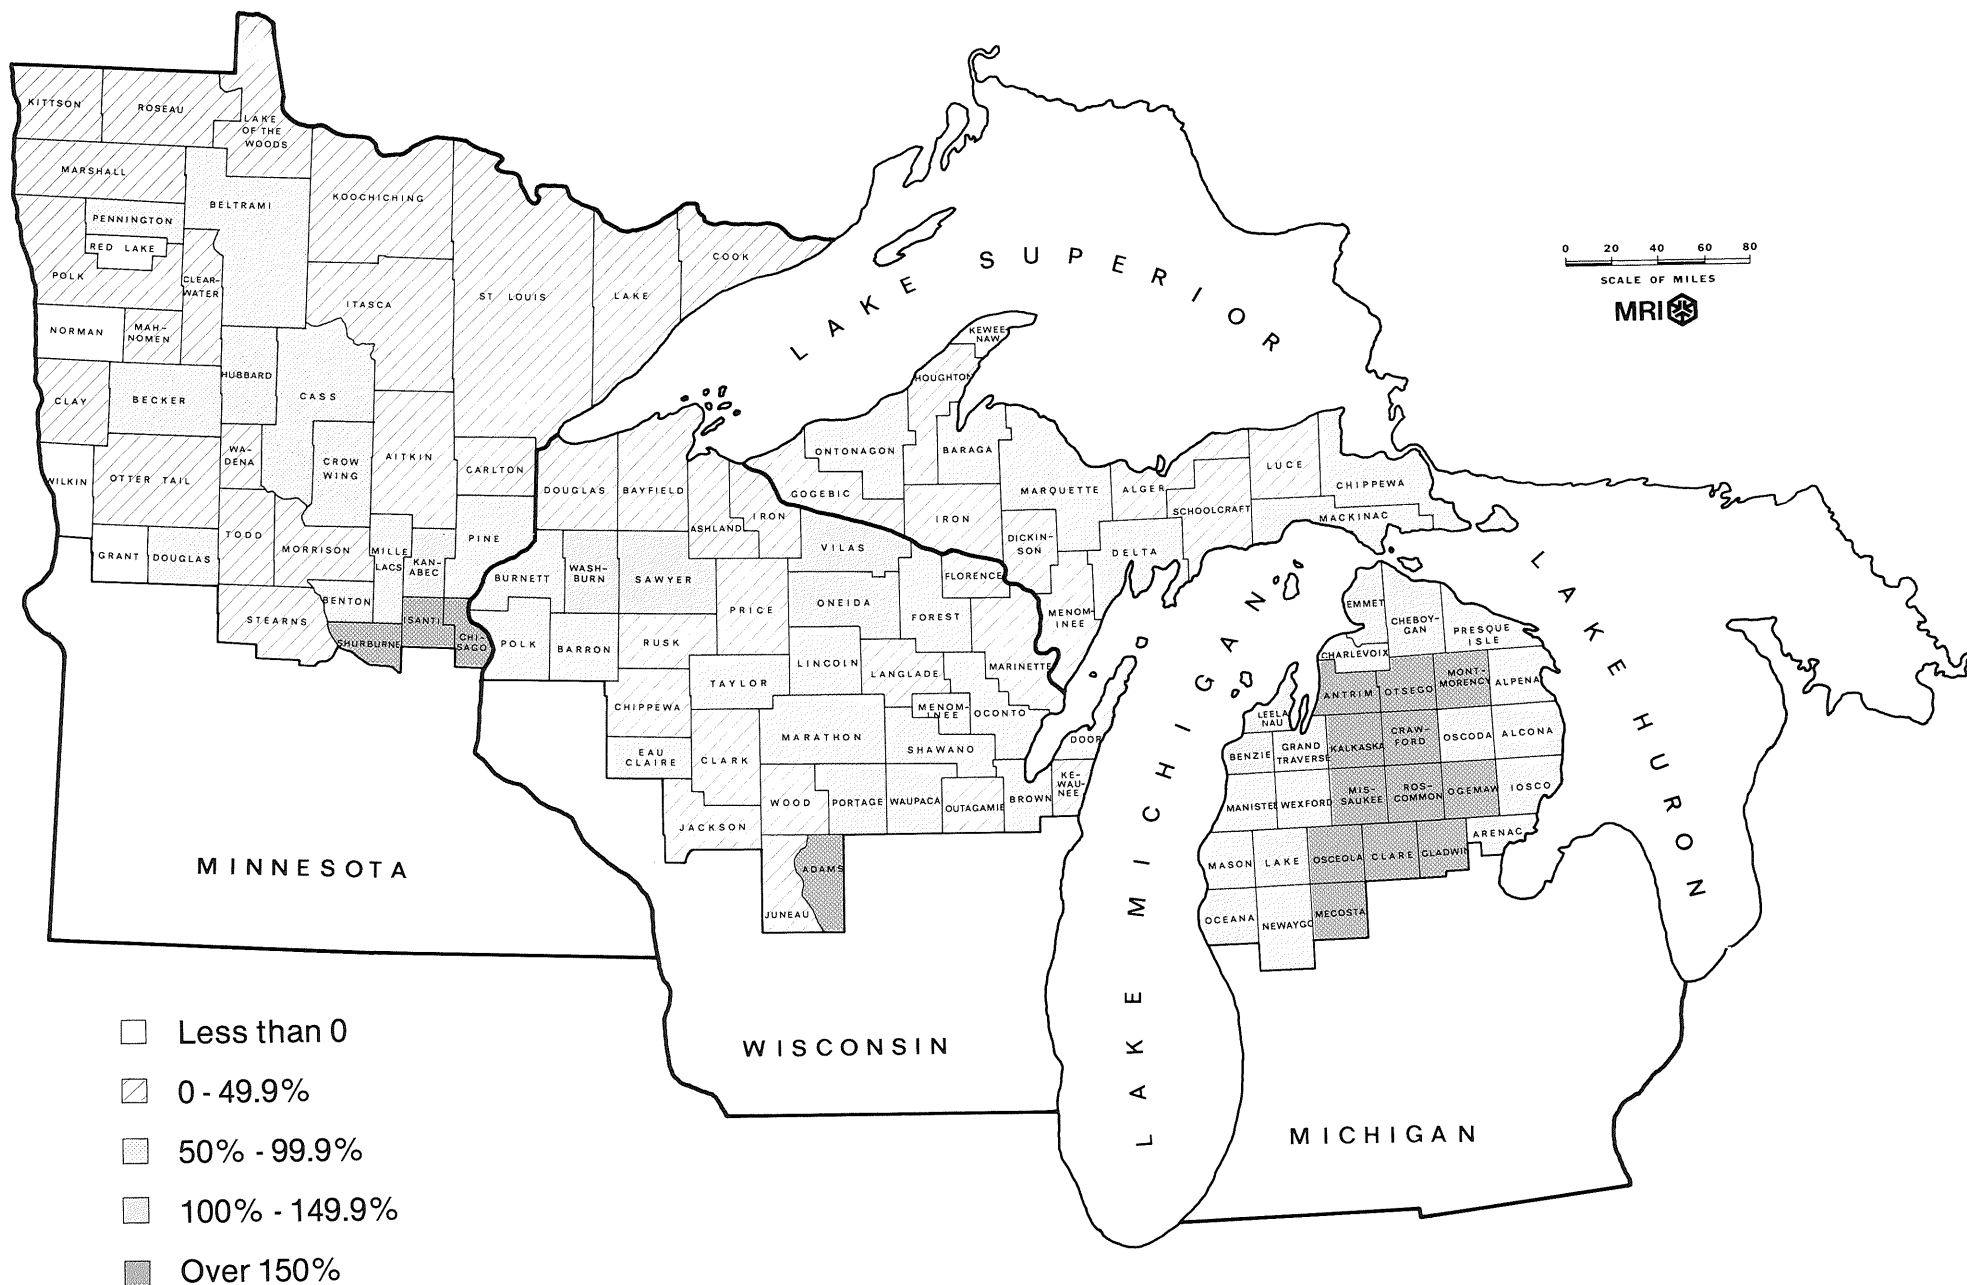 KITTSON
ROSEAU
LAKE
OF THE
WOODS
MARSHALL
BELTRAMI
KOOCHICHING
PENNINGTON
RED LAKE
POLK
CLEAR-
WATER
ITASCA
ST LOUIS
LAKE
COOK
NORMAN
MAH-
NOMEN
HUBBARD
CASS
CLAY
BECKER
WA-
DENA
CROW
WING
AITKIN
CARLTON
WILKIN
OTTER TAIL
TODD
MORRISON
MILLE
LACS
KAN-
ABEC
PINE
GRANT
DOUGLAS
STEARNS
BENTON
SHURBURNE
ISANTI
CHI-
SAGO
MINNESOTA
LAKE SUPERIOR
0 20 40 60 80
SCALE OF MILES
MRI
KEWEE
NAW
HOUGHTON
ONTONAGON
BARAGA
GOGEBIC
IRON
MARQUETTE
ALGER
LUCE
CHIPPEWA
SCHOOLCRAFT
MACKINAC
DICKIN-
SON
DELTA
MENOM-
INEE
DOUGLAS
BAYFIELD
ASHLAND
IRON
VILAS
BURNETT
WASH-
BURN
SAWYER
PRICE
ONEIDA
FLORENCE
FOREST
POLK
BARRON
RUSK
LINCOLN
LANGLADE
MARINETTE
TAYLOR
CHIPPEWA
MENOM-
INEE
OCONTO
MARATHON
SHAWANO
DOOR
EAU
CLAIRE
CLARK
WOOD
PORTAGE
WAUPACA
OUTAGAMIE
BROWN
KE-
WAU-
NEE
JACKSON
ADAMS
JUNEAU
WISCONSIN
LAKE MICHIGAN
LAKE HURON
EMMET
CHEBOY-
GAN
PRESQUE
ISLE
CHARLEVOIX
ANTRIM
OTSEGO
MONT-
MORENCY
ALPENA
LEELA
NAU
BENZIE
GRAND
TRAVERSE
KALKASKA
CRAW-
FORD
OSCODA
ALCONA
MANISTEE
WEXFORD
MIS-
SAUKEE
ROS-
COMMON
OGEMAW
IOSCO
ARENAC
MASON
LAKE
OSCEOLA
CLARE
GLADWIN
OCEANA
NEWAYGO
MECOSTA
MICHIGAN
Less than 0
0 - 49.9%
50% - 99.9%
100% - 149.9%
Over 150%